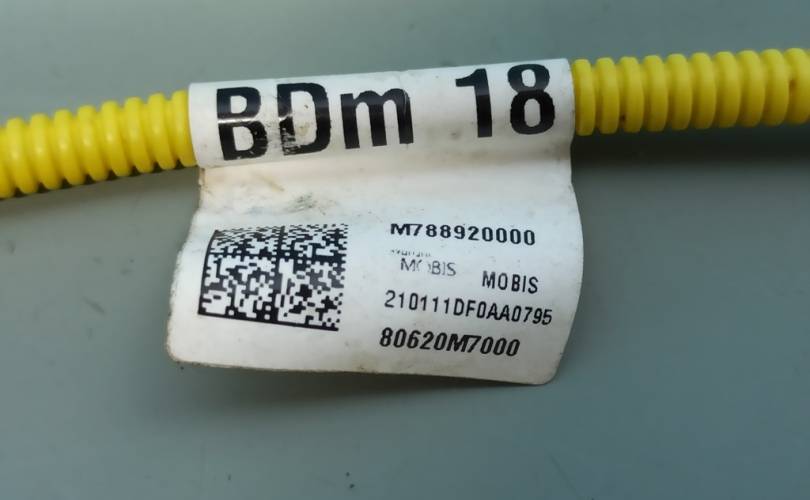 BDm 18
M788920000
MOBIS MOBIS
210111DF0AA0795
80620M7000